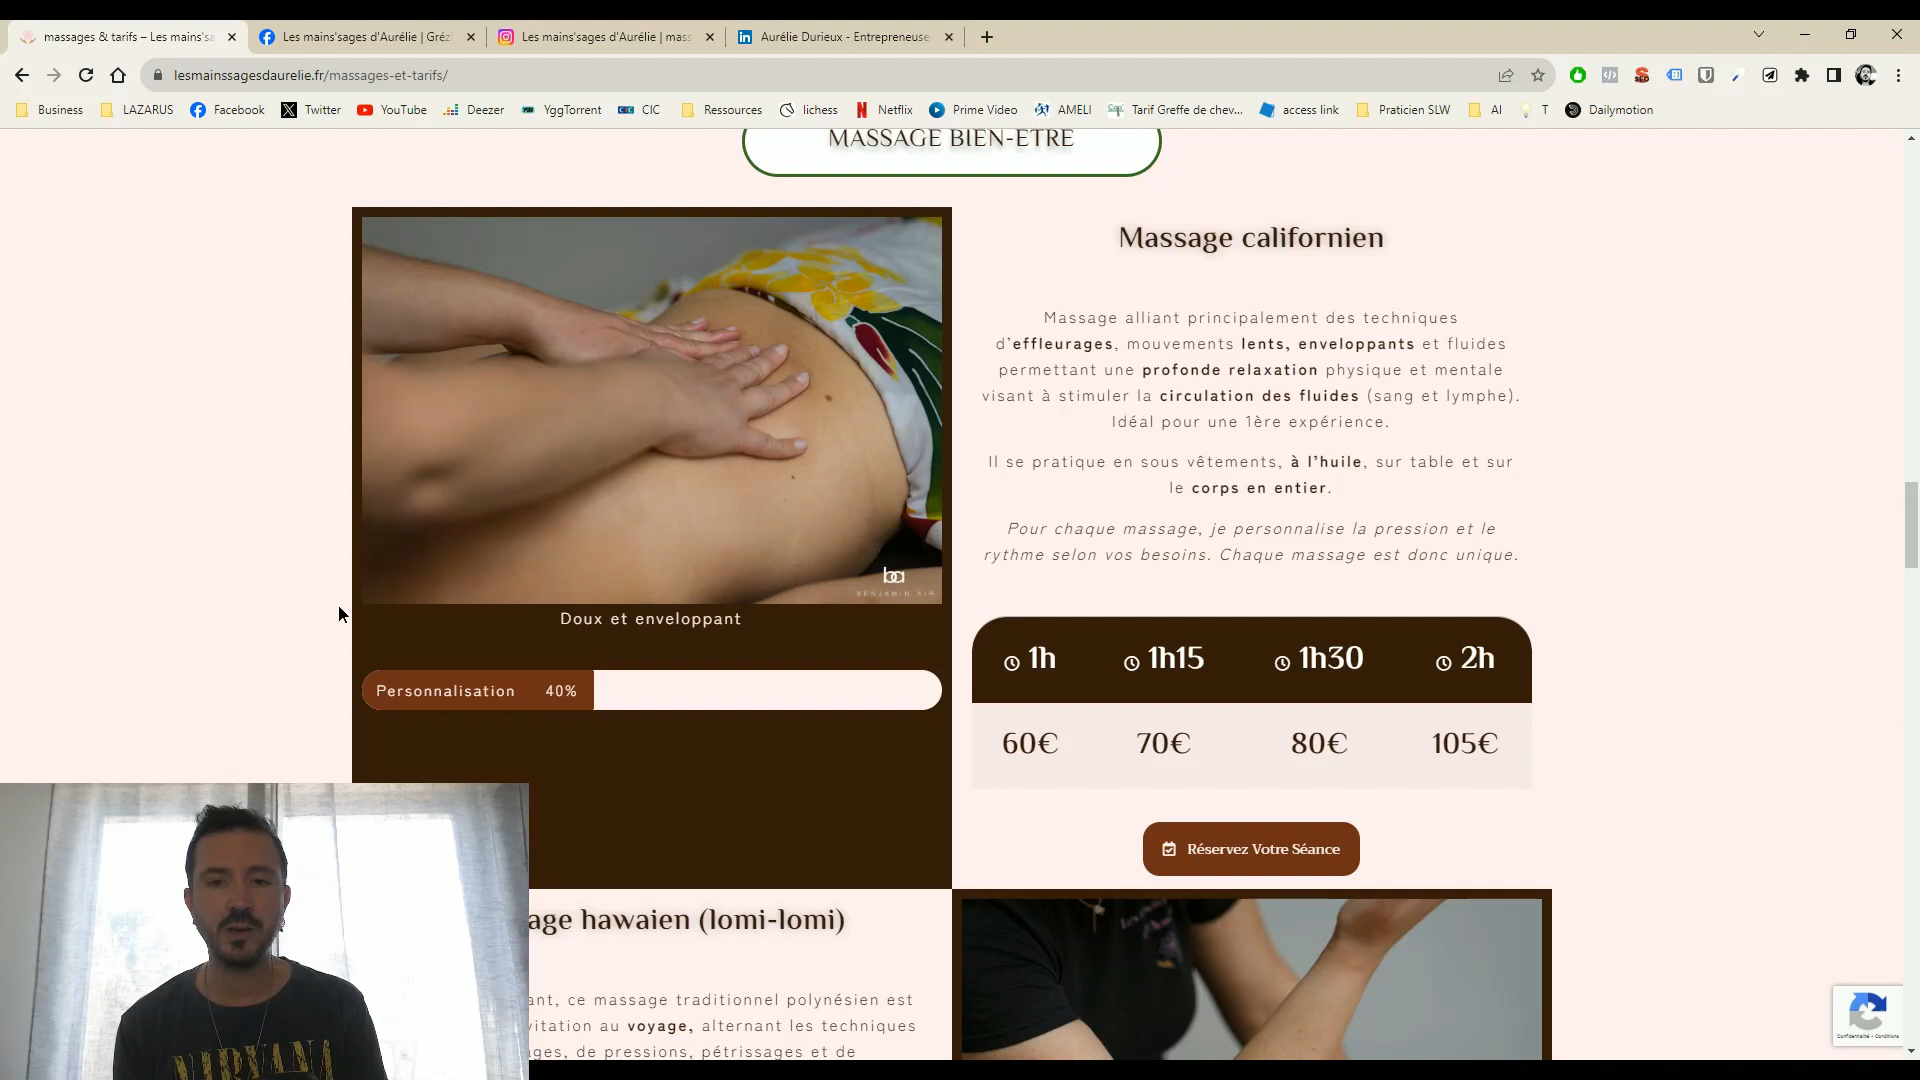 massages & tarifs – Les mains'sa
Les mains'sages d'Aurélie | Gréz
Les mains'sages d'Aurélie | mas
Aurélie Durieux - Entrepreneuse
lesmainssagesdaurelie.fr/massages-et-tarifs/
Business
LAZARUS
Facebook
Twitter
YouTube
Deezer
YggTorrent
CIC
Ressources
lichess
Netflix
Prime Video
AMELI
Tarif Greffe de chev...
access link
Praticien SLW
AI
T
Dailymotion
MASSAGE BIEN-ETRE
ba
BENJAMIN AIR
Doux et enveloppant
Personnalisation 40%
Massage californien
Massage alliant principalement des techniques
d'effleurages, mouvements lents, enveloppants et fluides
permettant une profonde relaxation physique et mentale
visant à stimuler la circulation des fluides (sang et lymphe).
Idéal pour une 1ère expérience.
Il se pratique en sous vêtements, à l'huile, sur table et sur
le corps en entier.
Pour chaque massage, je personnalise la pression et le
rythme selon vos besoins. Chaque massage est donc unique.
1h 1h15 1h30 2h
60€ 70€ 80€ 105€
Réservez Votre Séance
age hawaien (lomi-lomi)
ant, ce massage traditionnel polynésien est
vitation au voyage, alternant les techniques
ages, de pressions, pétrissages et de
NIRVANA
Confidentialité - Conditions